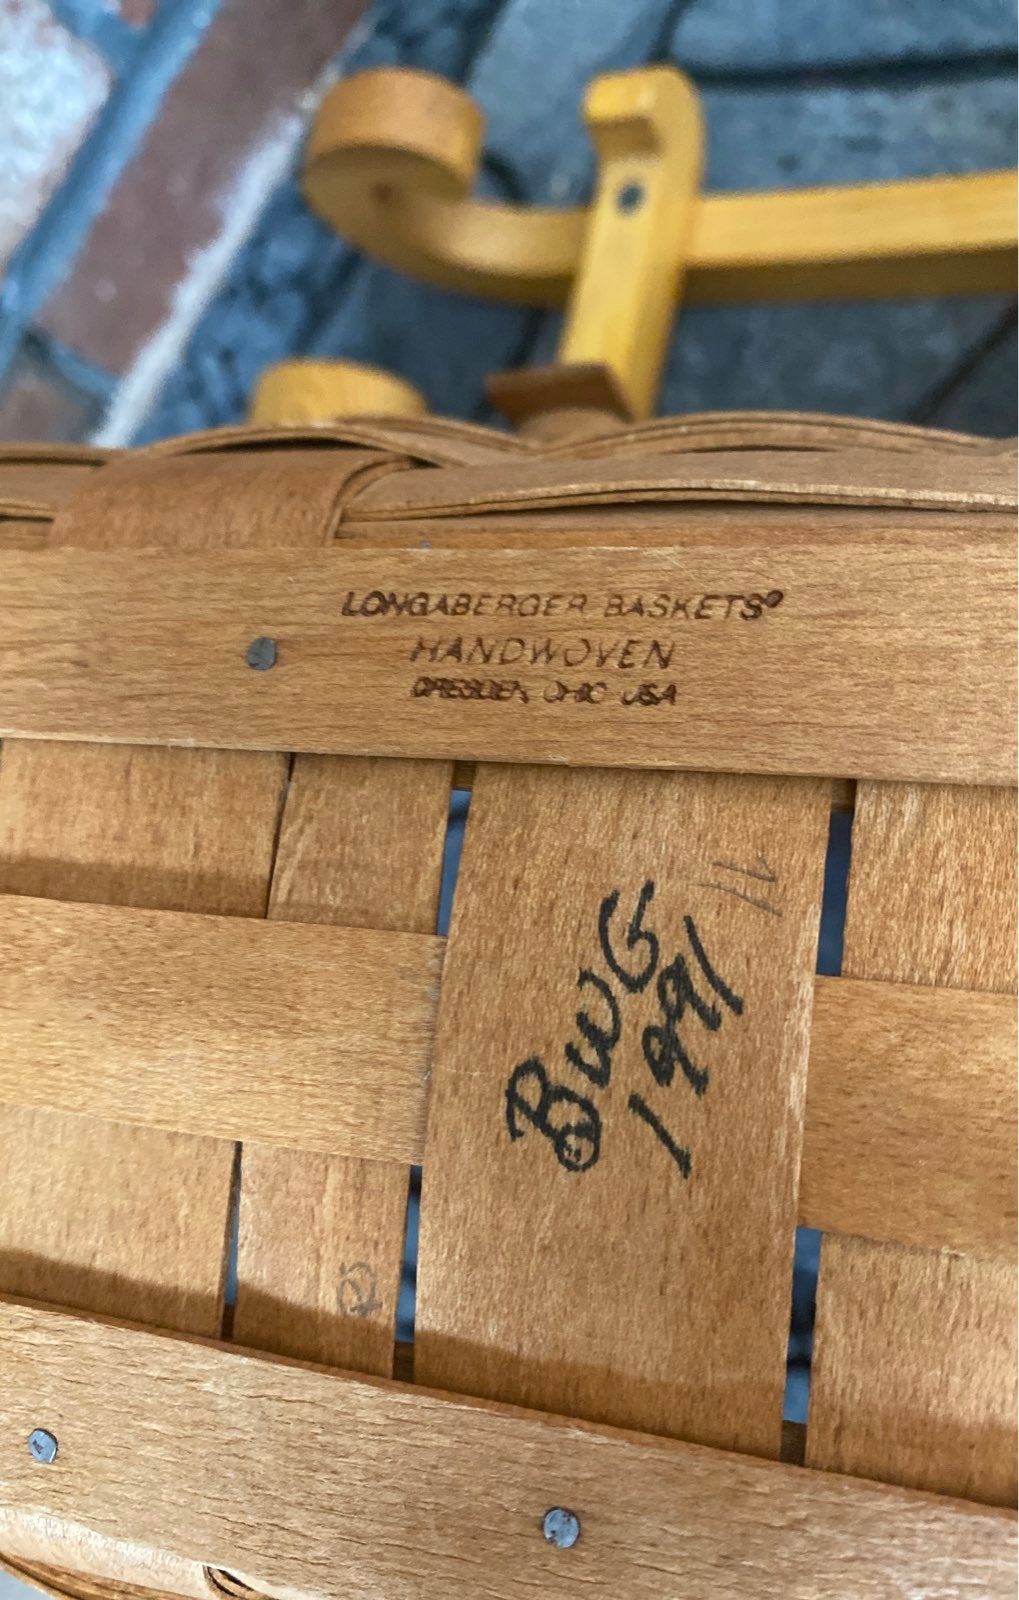 LONGABERGER BASKETS®
HANDWOVEN
DRESDEN, OHIO USA
BWG
1991